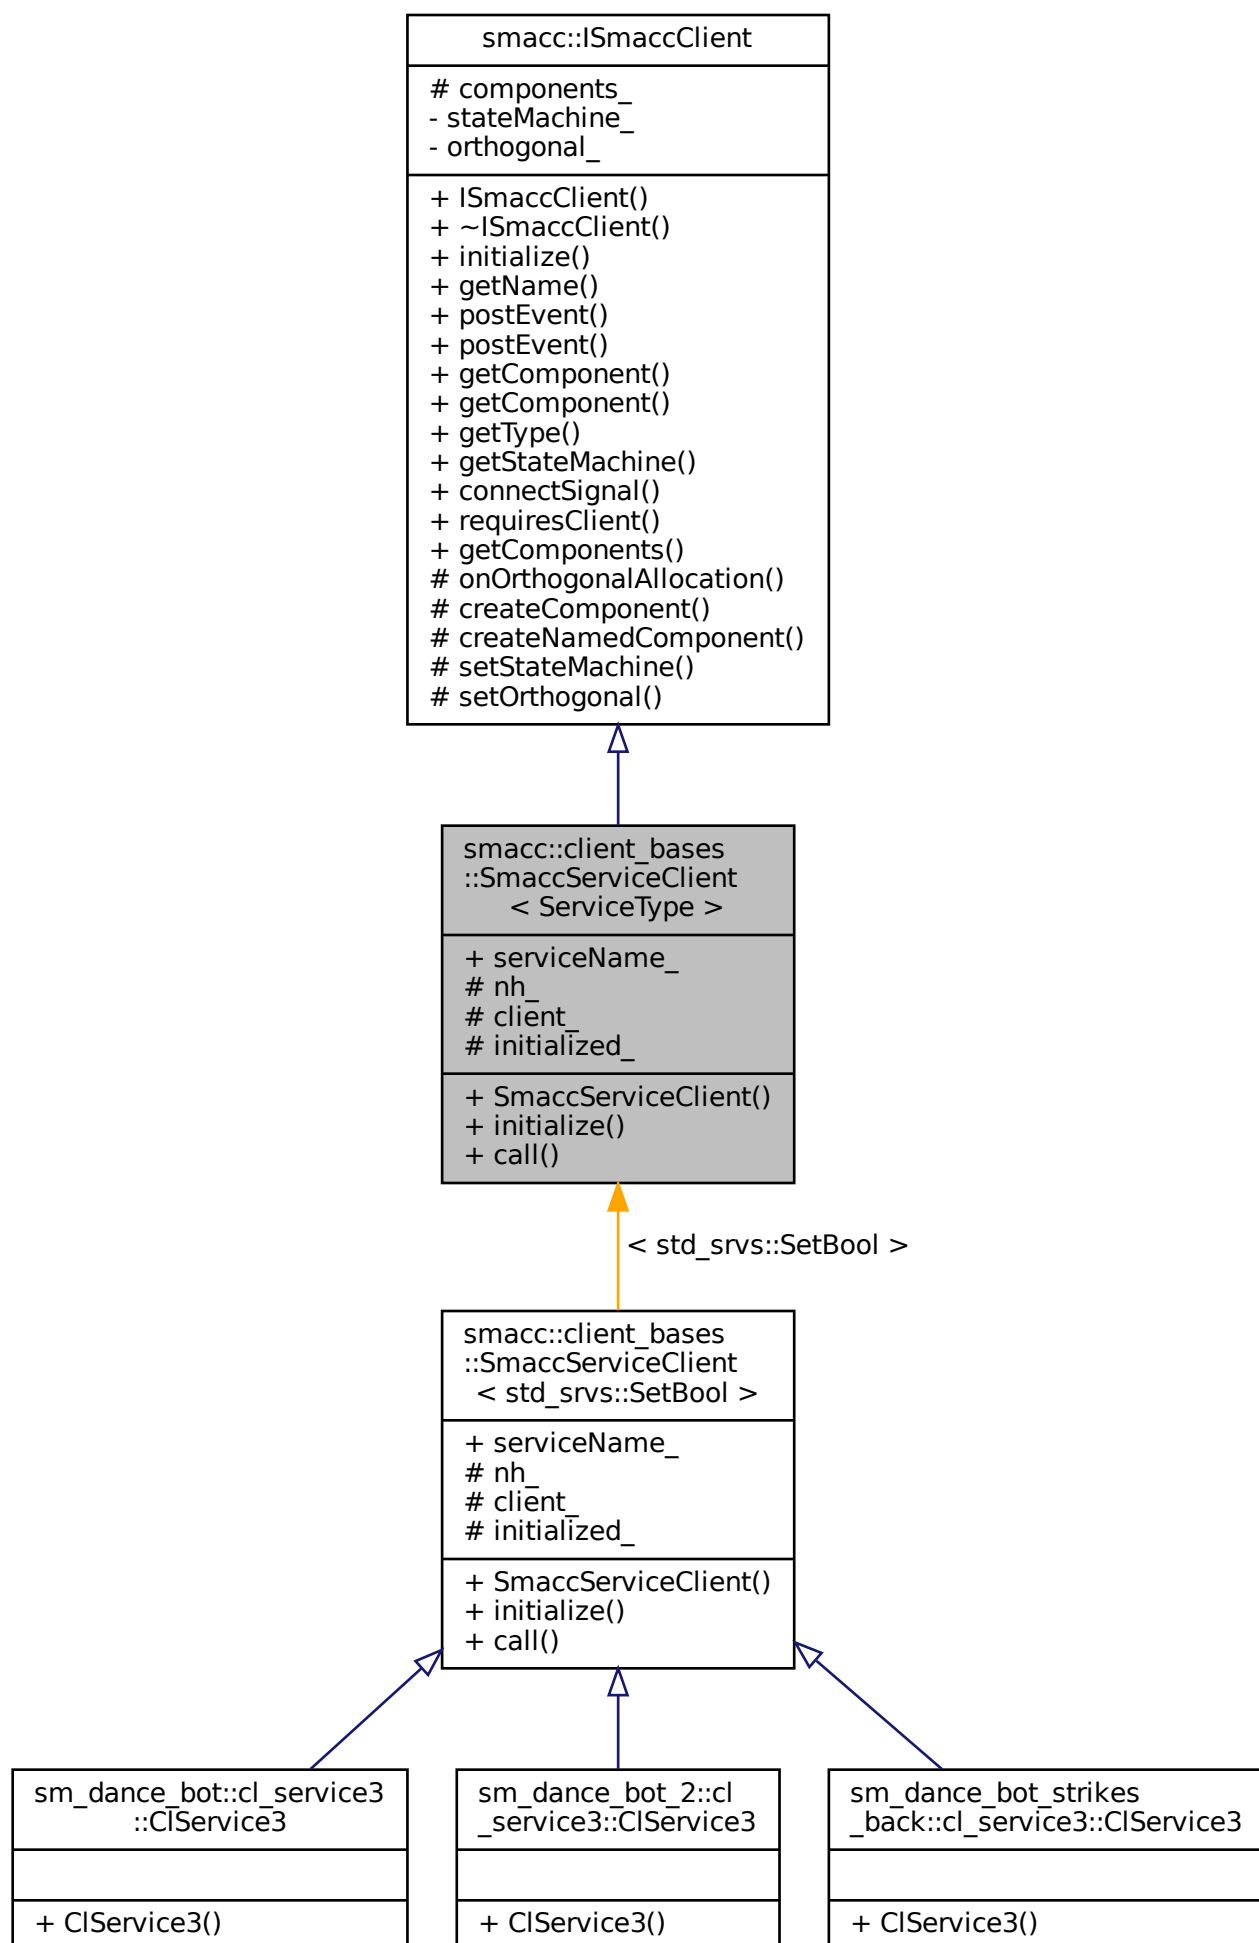 smacc::ISmaccClient
# components_
- stateMachine_
- orthogonal_
+ ISmaccClient()
+ ~ISmaccClient()
+ initialize()
+ getName()
+ postEvent()
+ postEvent()
+ getComponent()
+ getComponent()
+ getType()
+ getStateMachine()
+ connectSignal()
+ requiresClient()
+ getComponents()
# onOrthogonalAllocation()
# createComponent()
# createNamedComponent()
# setStateMachine()
# setOrthogonal()
smacc::client_bases
::SmaccServiceClient
< ServiceType >
+ serviceName_
# nh_
# client_
# initialized_
+ SmaccServiceClient()
+ initialize()
+ call()
< std_srvs::SetBool >
smacc::client_bases
::SmaccServiceClient
< std_srvs::SetBool >
+ serviceName_
# nh_
# client_
# initialized_
+ SmaccServiceClient()
+ initialize()
+ call()
sm_dance_bot::cl_service3
::ClService3
+ ClService3()
sm_dance_bot_2::cl
_service3::ClService3
+ ClService3()
sm_dance_bot_strikes
_back::cl_service3::ClService3
+ ClService3()